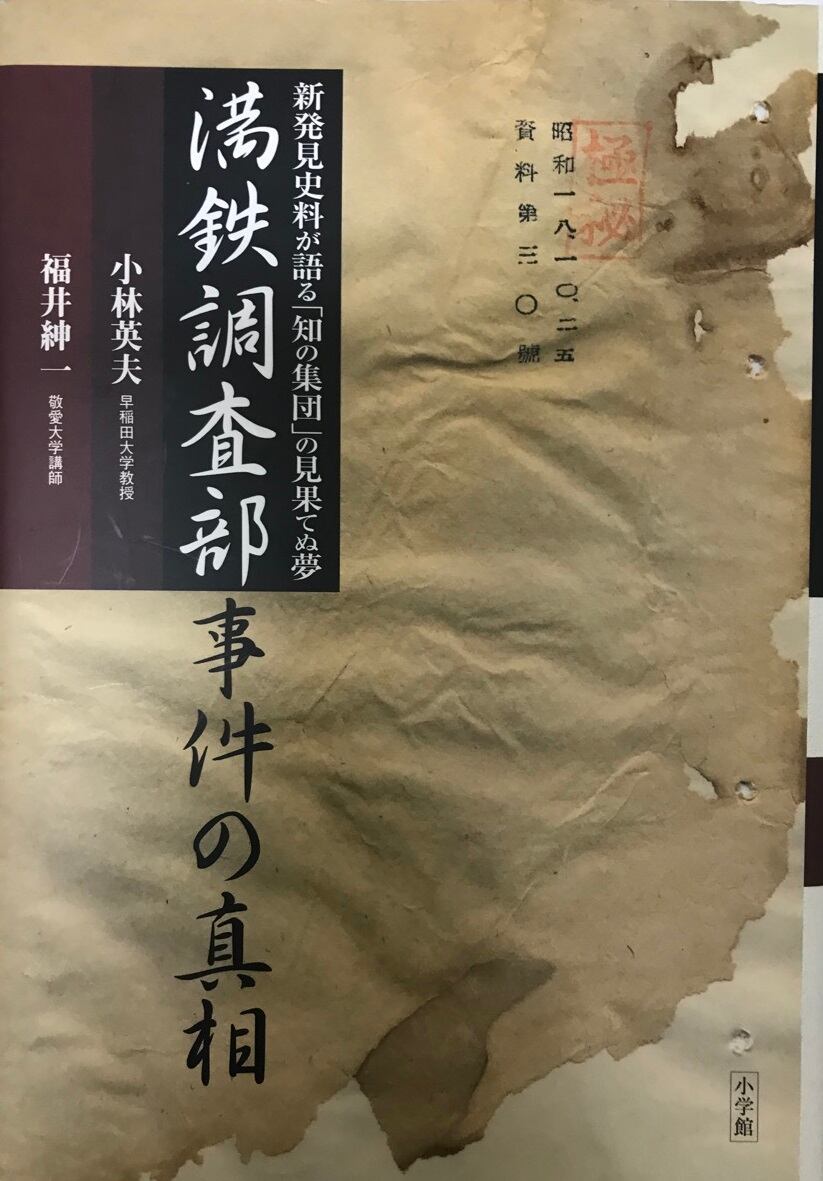 極秘
昭和一八、一〇、二五
資料第三〇號
新発見史料が語る「知の集団」の見果てぬ夢
満鉄調査部事件の真相
小林英夫 早稲田大学教授
福井紳一 敬愛大学講師
小学館